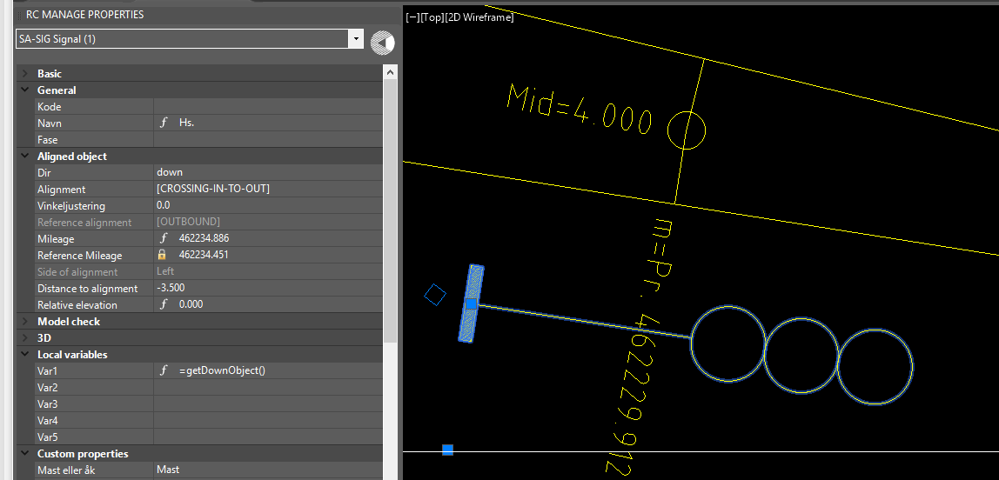 RC MANAGE PROPERTIES
SA-SIG Signal (1)
Basic
General
Kode
Navn f Hs.
Fase
Aligned object
Dir down
Alignment [CROSSING-IN-TO-OUT]
Vinkeljustering 0.0
Reference alignment [OUTBOUND]
Mileage f 462234.886
Reference Mileage 462234.451
Side of alignment Left
Distance to alignment -3.500
Relative elevation f 0.000
Model check
3D
Local variables
Var1 f =getDownObject()
Var2
Var3
Var4
Var5
Custom properties
Mast eller åk Mast
[−][Top][2D Wireframe]
Mid=4.000
m=Pr. 462229.912